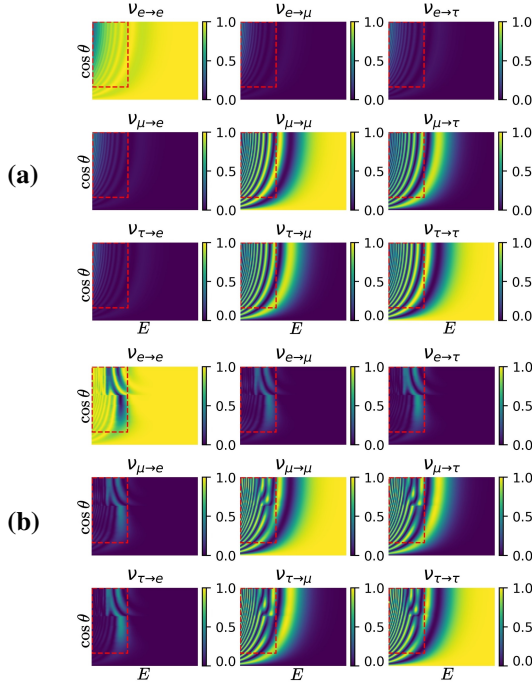 ν_{e→e} ν_{e→μ} ν_{e→τ}
cos θ 1.0 0.5 0.0 1.0 0.5 0.0 1.0 0.5 0.0
(a)
ν_{μ→e} ν_{μ→μ} ν_{μ→τ}
cos θ 1.0 0.5 0.0 1.0 0.5 0.0 1.0 0.5 0.0
ν_{τ→e} ν_{τ→μ} ν_{τ→τ}
cos θ 1.0 0.5 0.0 1.0 0.5 0.0 1.0 0.5 0.0
E E E
ν_{e→e} ν_{e→μ} ν_{e→τ}
cos θ 1.0 0.5 0.0 1.0 0.5 0.0 1.0 0.5 0.0
(b)
ν_{μ→e} ν_{μ→μ} ν_{μ→τ}
cos θ 1.0 0.5 0.0 1.0 0.5 0.0 1.0 0.5 0.0
ν_{τ→e} ν_{τ→μ} ν_{τ→τ}
cos θ 1.0 0.5 0.0 1.0 0.5 0.0 1.0 0.5 0.0
E E E